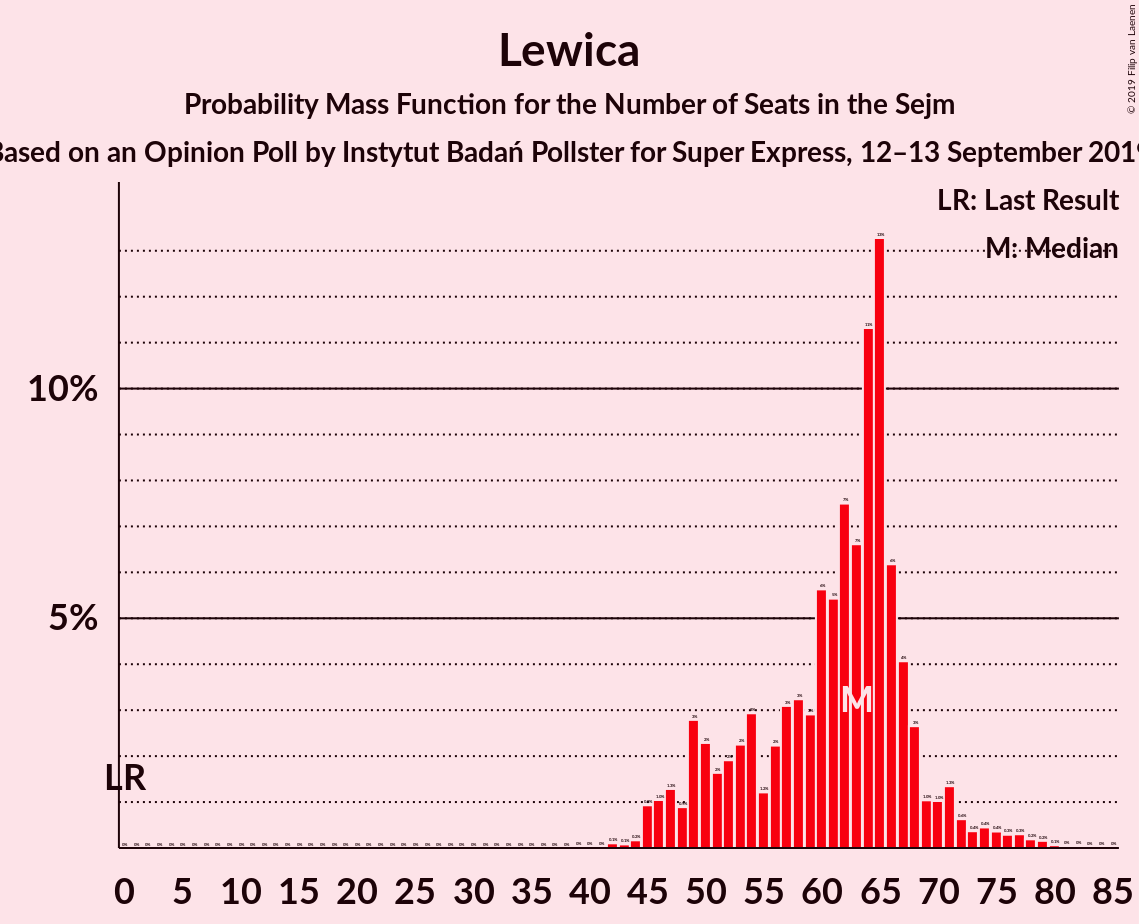 Lewica
Probability Mass Function for the Number of Seats in the Sejm
Based on an Opinion Poll by Instytut Badań Pollster for Super Express, 12–13 September 2019
© 2019 Filip van Laenen
LR: Last Result
M: Median
10%
5%
M
LR
0 5 10 15 20 25 30 35 40 45 50 55 60 65 70 75 80 85